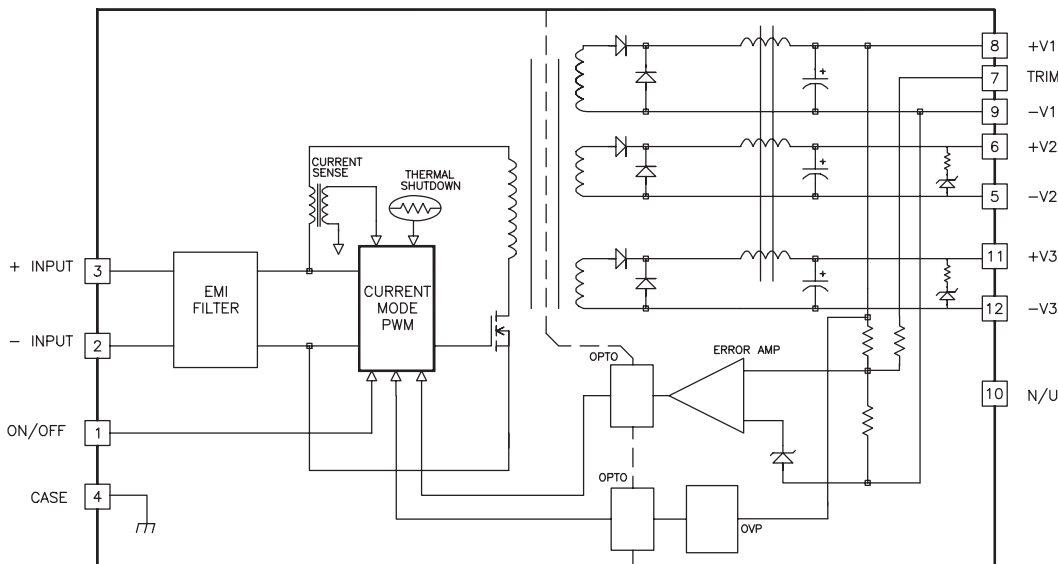 8 +V1
7 TRIM
9 −V1
6 +V2
5 −V2
11 +V3
12 −V3
10 N/U
CURRENT
SENSE
THERMAL
SHUTDOWN
+ INPUT 3
− INPUT 2
ON/OFF 1
CASE 4
EMI
FILTER
CURRENT
MODE
PWM
OPTO
ERROR AMP
OPTO
OVP
+
+
+